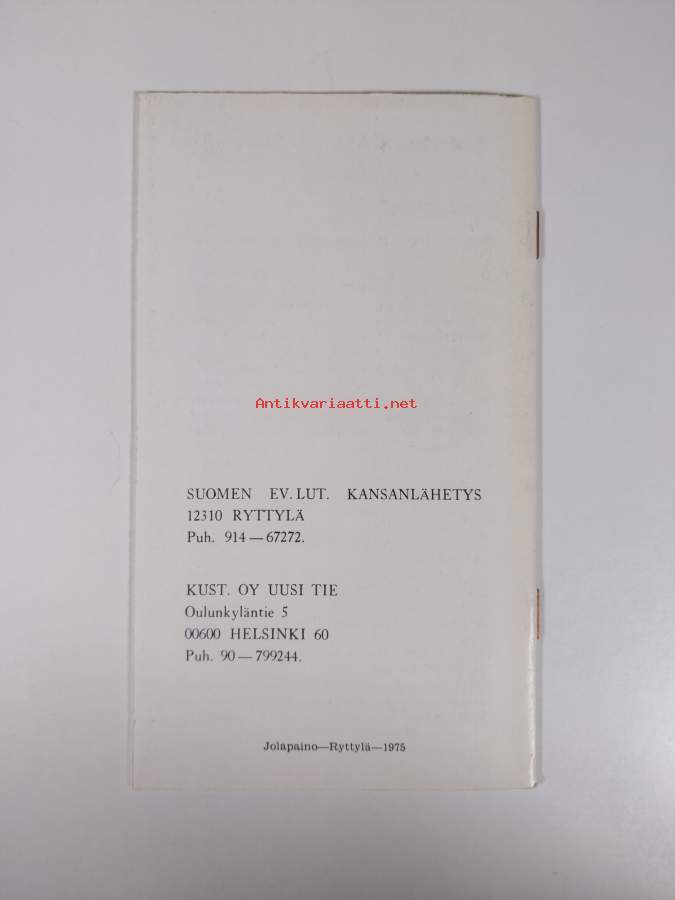 Antikvariaatti.net
SUOMEN EV. LUT. KANSANLÄHETYS
12310 RYTTYLÄ
Puh. 914 — 67272.
KUST. OY UUSI TIE
Oulunkyläntie 5
00600 HELSINKI 60
Puh. 90 — 799244.
Jolapaino—Ryttylä—1975